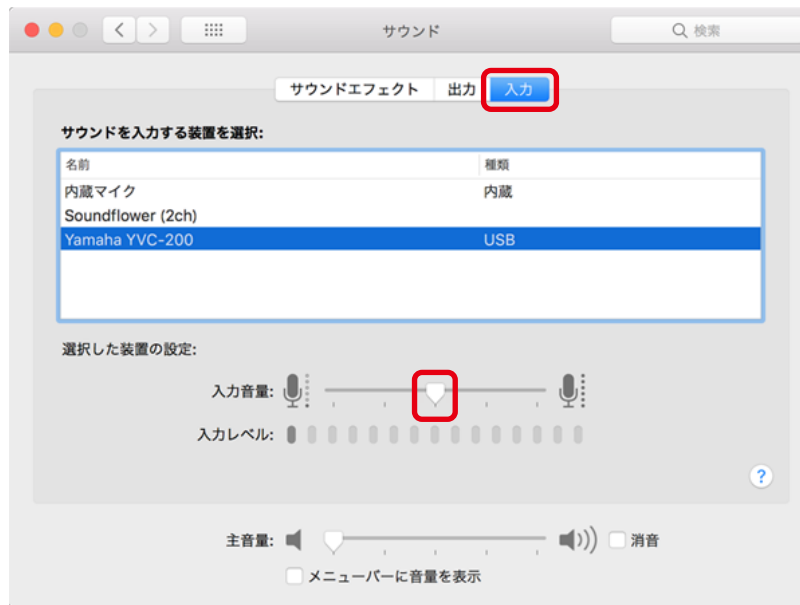 サウンド
検索
サウンドエフェクト 出力 入力
サウンドを入力する装置を選択:
名前 種類
内蔵マイク 内蔵
Soundflower (2ch)
Yamaha YVC-200 USB
選択した装置の設定:
入力音量:
入力レベル:
?
主音量: 消音
メニューバーに音量を表示